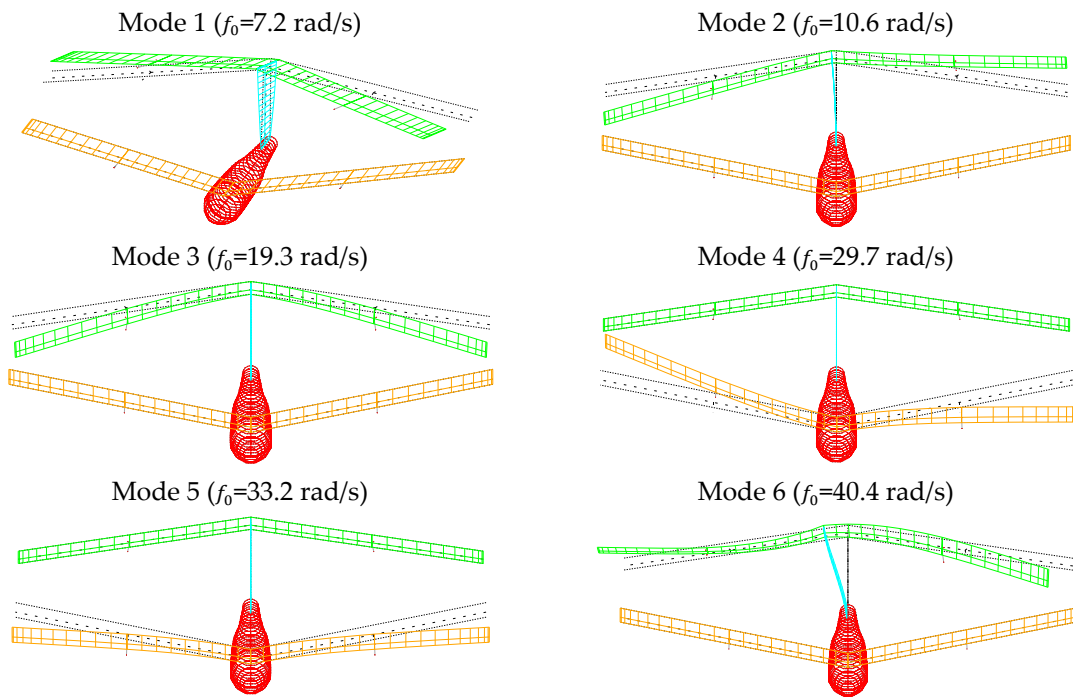 Mode 1 (f₀=7.2 rad/s)
Mode 2 (f₀=10.6 rad/s)
Mode 3 (f₀=19.3 rad/s)
Mode 4 (f₀=29.7 rad/s)
Mode 5 (f₀=33.2 rad/s)
Mode 6 (f₀=40.4 rad/s)